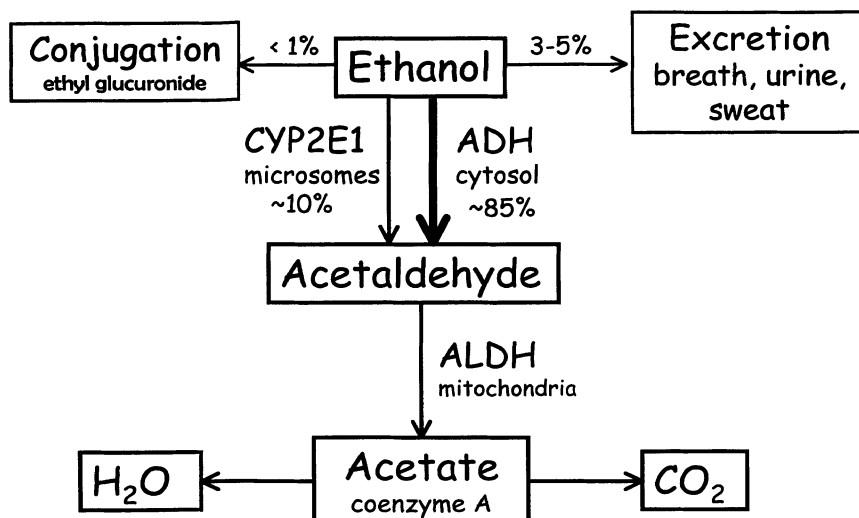 Conjugation
ethyl glucuronide
< 1%
Ethanol
3-5%
Excretion
breath, urine,
sweat
CYP2E1
microsomes
~10%
ADH
cytosol
~85%
Acetaldehyde
ALDH
mitochondria
H₂O
Acetate
coenzyme A
CO₂